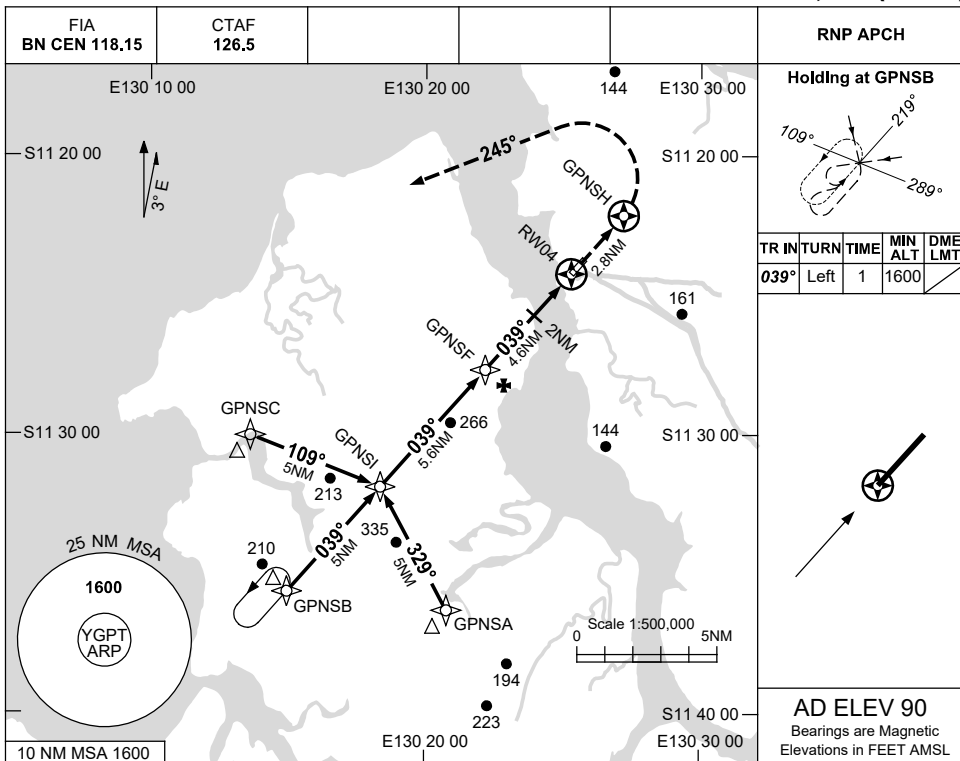 FIA
BN CEN 118.15
CTAF
126.5
RNP APCH
E130 10 00
E130 20 00
144
E130 30 00
Holding at GPNSB
109°
219°
289°
S11 20 00
S11 20 00
3° E
245°
GPNSH
RW04
2.8NM
TR IN TURN TIME MIN ALT DME LMT
039° Left 1 1600
161
2NM
039°
4.6NM
GPNSF
GPNSC
S11 30 00
S11 30 00
266
144
GPNSI
039°
5.6NM
109°
5NM
213
335
329°
5NM
039°
5NM
210
GPNSB
GPNSA
25 NM MSA
1600
YGPT
ARP
Scale 1:500,000
0 5NM
194
223
S11 40 00
E130 20 00
E130 30 00
10 NM MSA 1600
AD ELEV 90
Bearings are Magnetic
Elevations in FEET AMSL